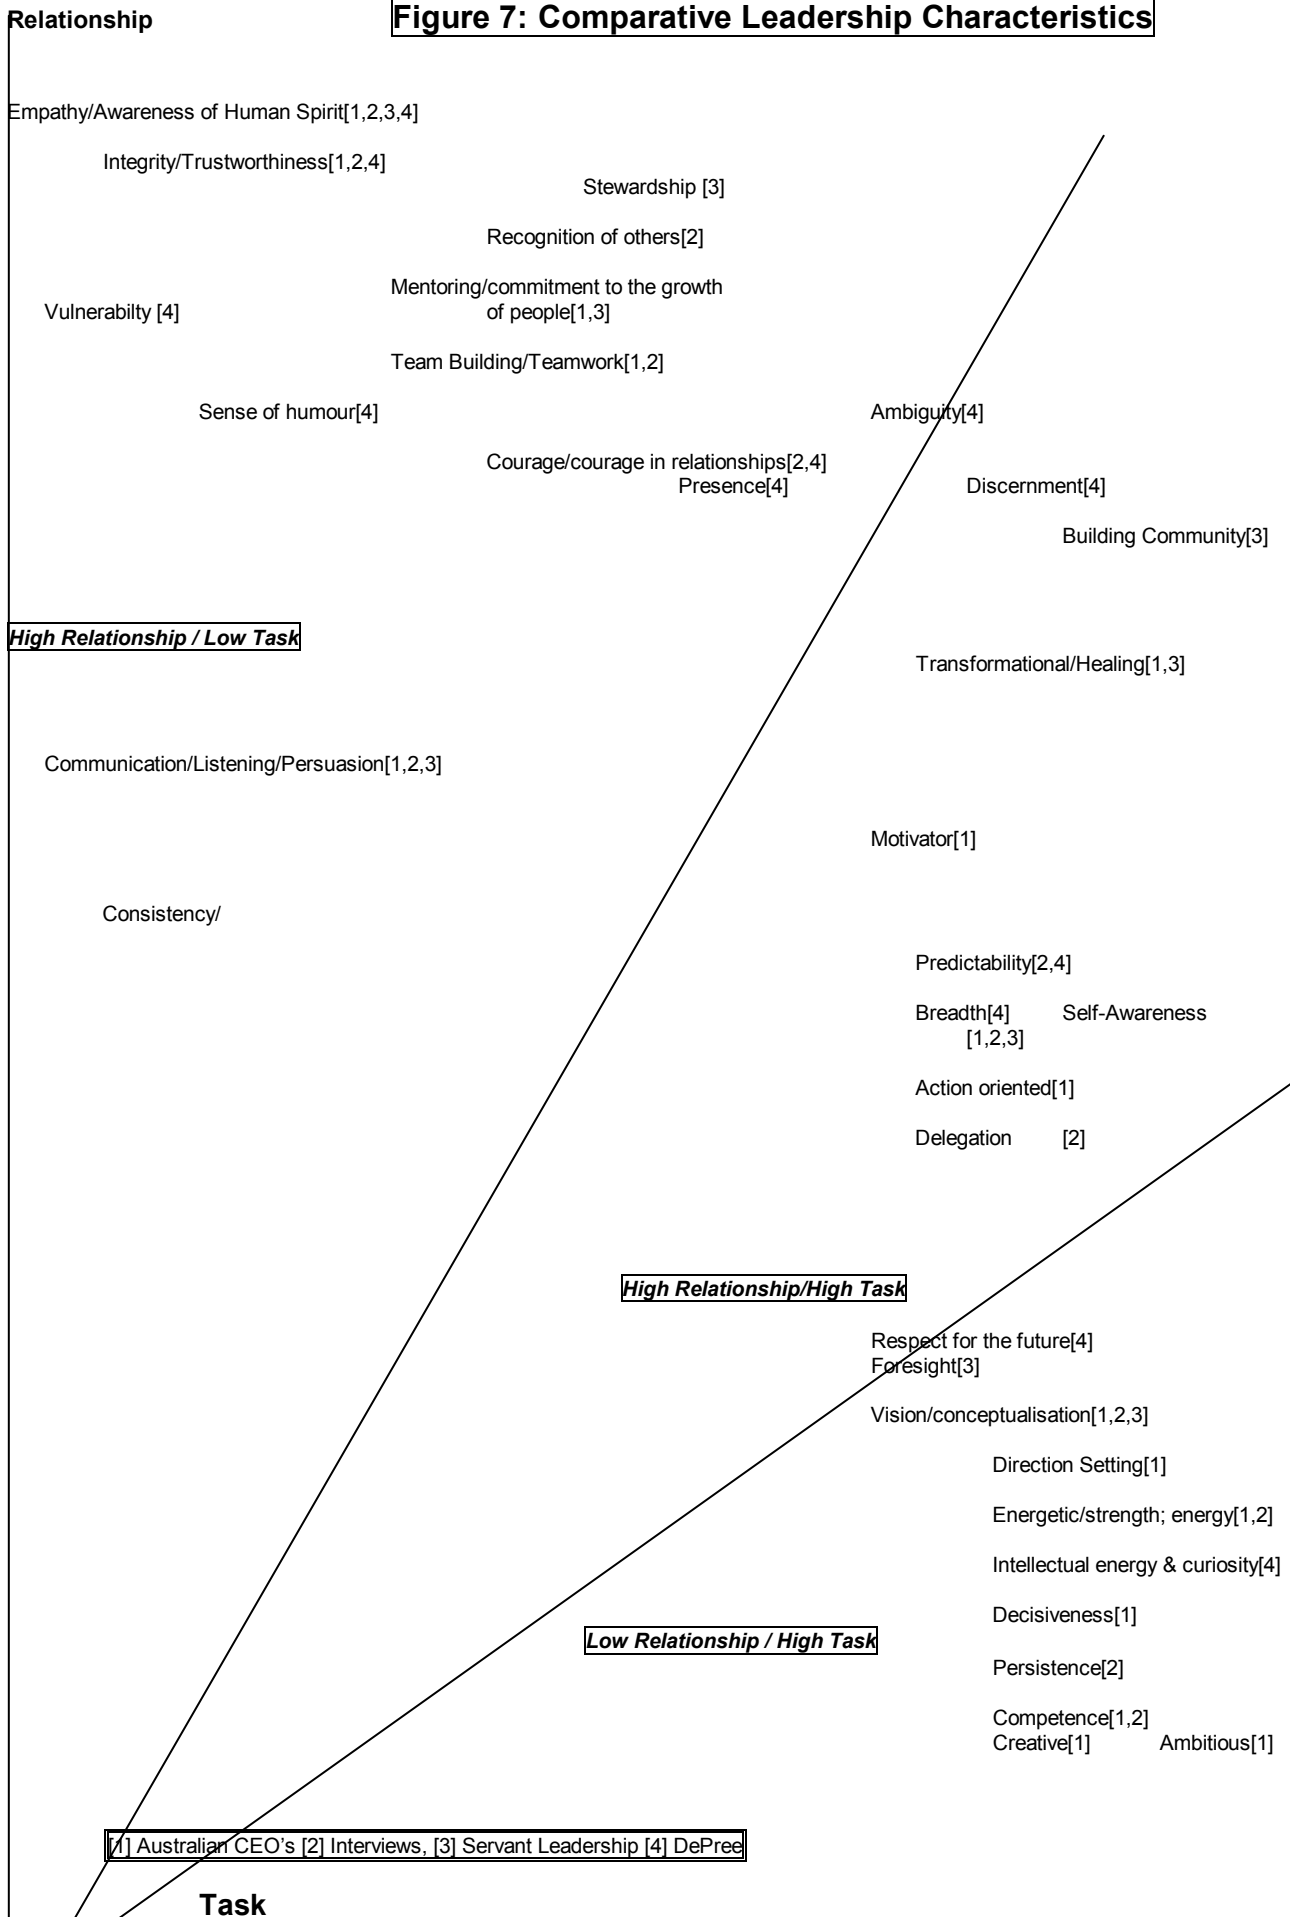 Relationship
Figure 7: Comparative Leadership Characteristics
Empathy/Awareness of Human Spirit[1,2,3,4]
Integrity/Trustworthiness[1,2,4]
Stewardship [3]
Recognition of others[2]
Mentoring/commitment to the growth
Vulnerabilty [4] of people[1,3]
Team Building/Teamwork[1,2]
Sense of humour[4] Ambiguity[4]
Courage/courage in relationships[2,4]
Presence[4] Discernment[4]
Building Community[3]
High Relationship / Low Task
Transformational/Healing[1,3]
Communication/Listening/Persuasion[1,2,3]
Motivator[1]
Consistency/
Predictability[2,4]
Breadth[4] Self-Awareness
[1,2,3]
Action oriented[1]
Delegation [2]
High Relationship/High Task
Respect for the future[4]
Foresight[3]
Vision/conceptualisation[1,2,3]
Direction Setting[1]
Energetic/strength; energy[1,2]
Intellectual energy & curiosity[4]
Decisiveness[1]
Low Relationship / High Task
Persistence[2]
Competence[1,2]
Creative[1] Ambitious[1]
[1] Australian CEO’s [2] Interviews, [3] Servant Leadership [4] DePree
Task